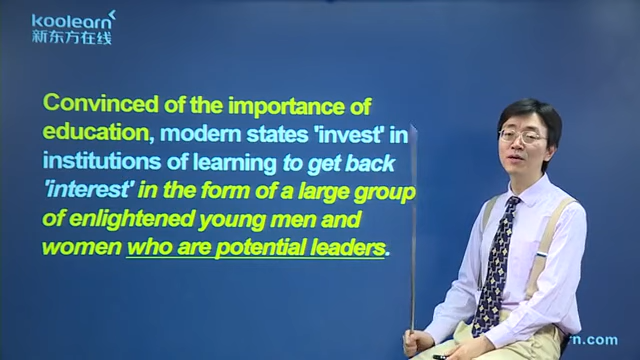 koolearn
新东方在线
Convinced of the importance of
education, modern states 'invest' in
institutions of learning to get back
'interest' in the form of a large group
of enlightened young men and
women who are potential leaders.
rn.com